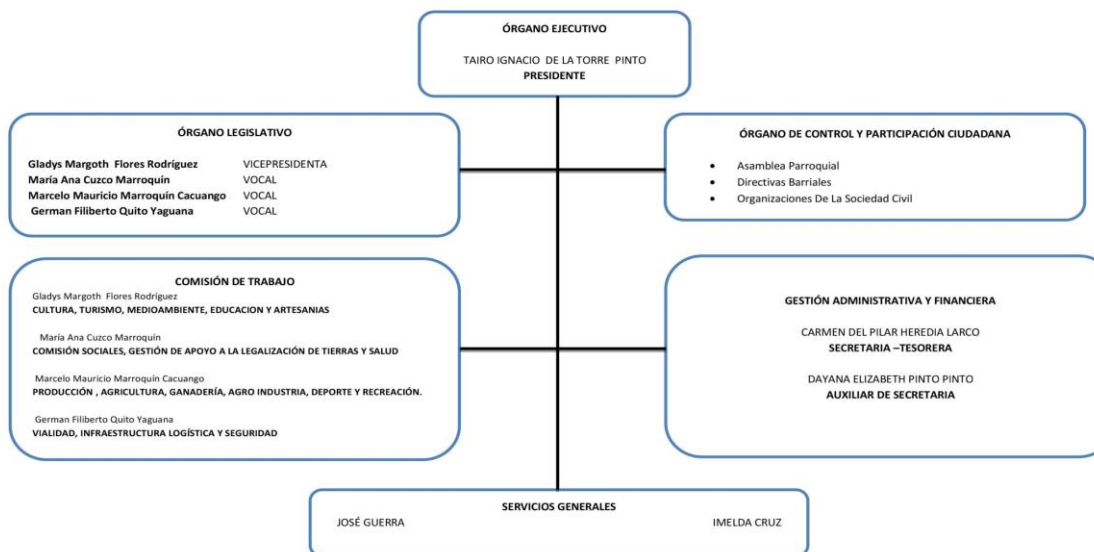 ÓRGANO EJECUTIVO
TAIRO IGNACIO DE LA TORRE PINTO
PRESIDENTE
ÓRGANO LEGISLATIVO
Gladys Margoth Flores Rodríguez VICEPRESIDENTA
María Ana Cuzco Marroquín VOCAL
Marcelo Mauricio Marroquín Cacuango VOCAL
German Filiberto Quito Yaguana VOCAL
ÓRGANO DE CONTROL Y PARTICIPACIÓN CIUDADANA
• Asamblea Parroquial
• Directivas Barriales
• Organizaciones De La Sociedad Civil
COMISIÓN DE TRABAJO
Gladys Margoth Flores Rodríguez
CULTURA, TURISMO, MEDIOAMBIENTE, EDUCACION Y ARTESANIAS
María Ana Cuzco Marroquín
COMISIÓN SOCIALES, GESTIÓN DE APOYO A LA LEGALIZACIÓN DE TIERRAS Y SALUD
Marcelo Mauricio Marroquín Cacuango
PRODUCCIÓN , AGRICULTURA, GANADERÍA, AGRO INDUSTRIA, DEPORTE Y RECREACIÓN.
German Filiberto Quito Yaguana
VIALIDAD, INFRAESTRUCTURA LOGÍSTICA Y SEGURIDAD
GESTIÓN ADMINISTRATIVA Y FINANCIERA
CARMEN DEL PILAR HEREDIA LARCO
SECRETARIA –TESORERA
DAYANA ELIZABETH PINTO PINTO
AUXILIAR DE SECRETARIA
SERVICIOS GENERALES
JOSÉ GUERRA IMELDA CRUZ